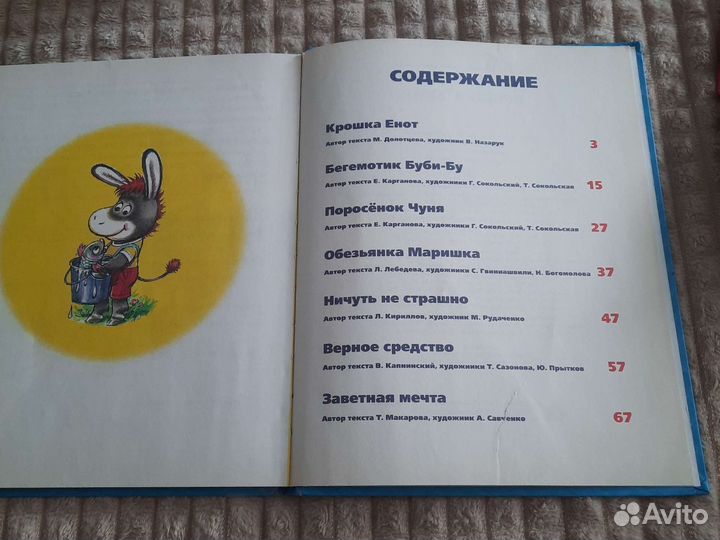 СОДЕРЖАНИЕ
Крошка Енот
Автор текста М. Долотцева, художник В. Назарук 3
Бегемотик Буби-Бу
Автор текста Е. Карганова, художники Г. Сокольский, Т. Сокольская 15
Поросёнок Чуня
Автор текста Е. Карганова, художники Г. Сокольский, Т. Сокольская 27
Обезьянка Маришка
Автор текста Л. Лебедева, художники С. Гвиниашвили, Н. Богомолова 37
Ничуть не страшно
Автор текста Л. Кириллов, художник М. Рудаченко 47
Верное средство
Автор текста В. Капнинский, художники Т. Сазонова, Ю. Прытков 57
Заветная мечта
Автор текста Т. Макарова, художник А. Савченко 67
Avito